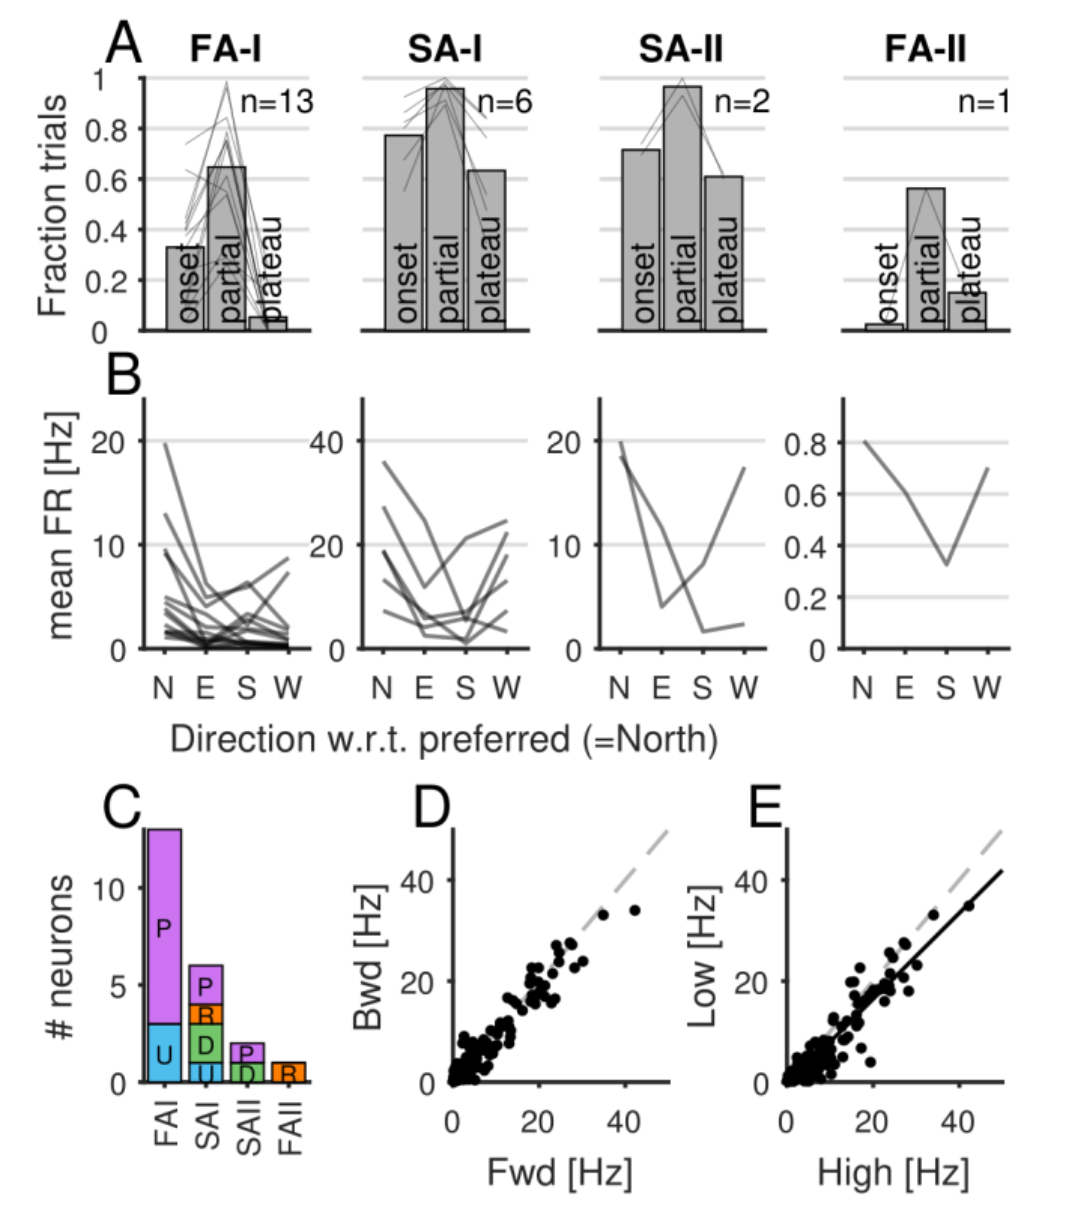 A
FA-I
SA-I
SA-II
FA-II
Fraction trials
1
0.8
0.6
0.4
0.2
0
n=13
n=6
n=2
n=1
onset
partial
plateau
onset
partial
plateau
onset
partial
plateau
onset
partial
plateau
B
mean FR [Hz]
20
10
0
40
20
0
20
10
0
0.8
0.6
0.4
0.2
0
N E S W
N E S W
N E S W
N E S W
Direction w.r.t. preferred (=North)
C
# neurons
10
5
0
P
U
P
R
D
U
P
D
R
FAI
SAI
SAII
FAII
D
Bwd [Hz]
40
20
0
0 20 40
Fwd [Hz]
E
Low [Hz]
40
20
0
0 20 40
High [Hz]